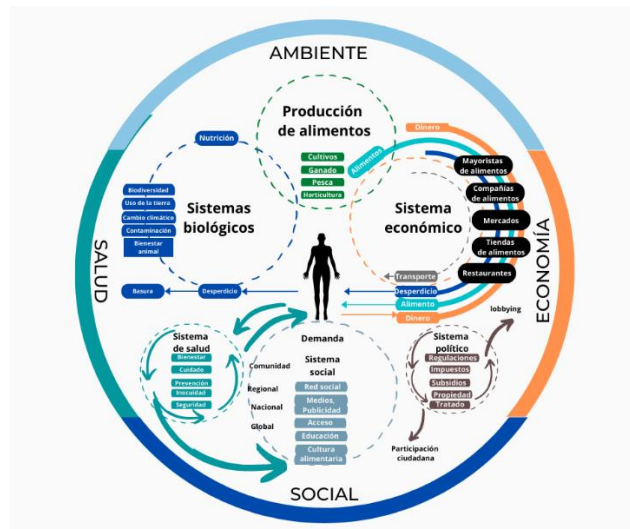 AMBIENTE
Producción
de alimentos
Dinero
Nutrición
Cultivos
Ganado
Pesca
Horticultura
Alimentos
Mayoristas
de alimentos
Compañías
de alimentos
Mercados
Tiendas
de alimentos
Restaurantes
Biodiversidad
Uso de la tierra
Cambio climático
Contaminación
Bienestar
animal
Sistemas
biológicos
Sistema
económico
SALUD
ECONOMÍA
Transporte
Basura
Desperdicio
Desperdicio
Alimento
Dinero
lobbying
Sistema
de salud
Bienestar
Cuidado
Prevención
Inocuidad
Seguridad
Demanda
Sistema
social
Comunidad
Regional
Nacional
Global
Red social
Medios,
Publicidad
Acceso
Educación
Cultura
alimentaria
Sistema
político
Regulaciones
Impuestos
Subsidios
Propiedad
Tratado
Participación
ciudadana
SOCIAL